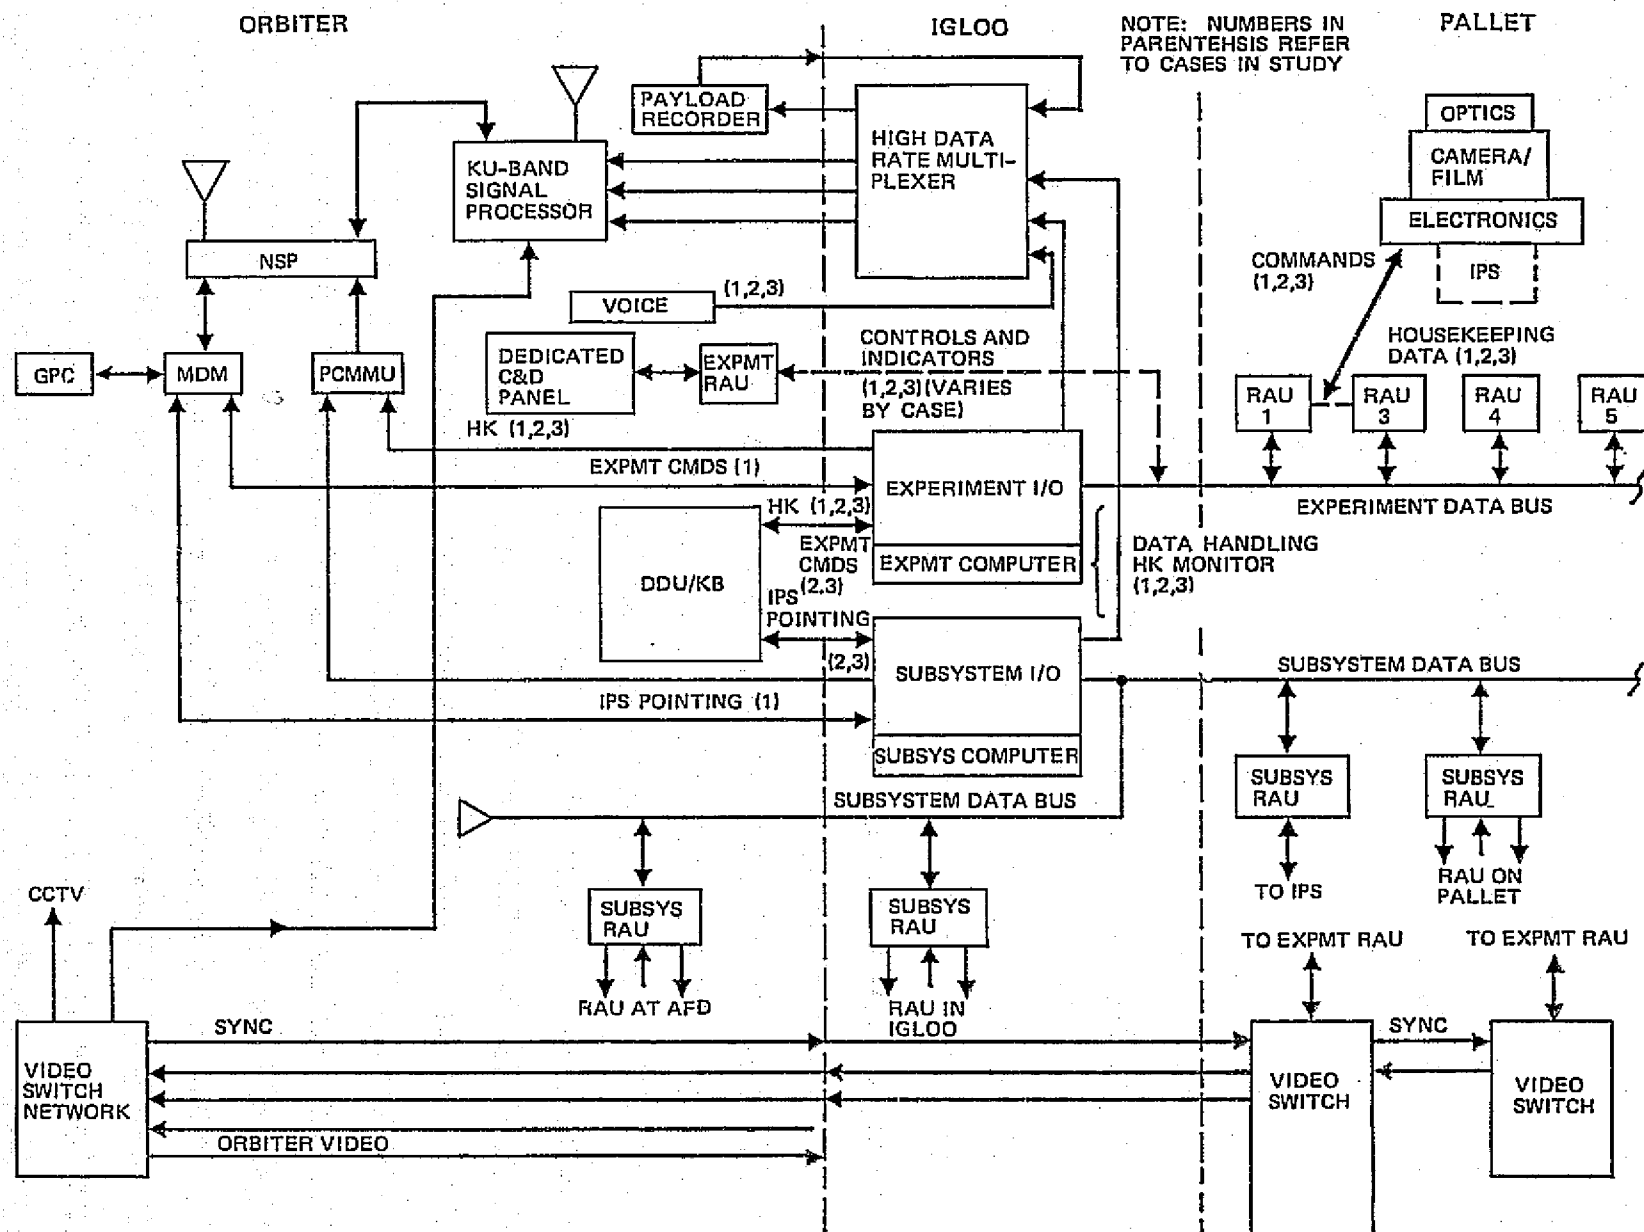 ORBITER
IGLOO
NOTE: NUMBERS IN
PARENTEHSIS REFER
TO CASES IN STUDY
PALLET
PAYLOAD
RECORDER
HIGH DATA
RATE MULTI-
PLEXER
OPTICS
CAMERA/
FILM
ELECTRONICS
IPS
KU-BAND
SIGNAL
PROCESSOR
NSP
COMMANDS
(1,2,3)
VOICE
(1,2,3)
HOUSEKEEPING
DATA (1,2,3)
GPC
MDM
PCMMU
DEDICATED
C&D
PANEL
EXPMT
RAU
CONTROLS AND
INDICATORS
(1,2,3) (VARIES
BY CASE)
RAU
1
RAU
3
RAU
4
RAU
5
HK (1,2,3)
EXPMT CMDS (1)
EXPERIMENT I/O
EXPMT COMPUTER
EXPERIMENT DATA BUS
HK (1,2,3)
EXPMT
CMDS
(2,3)
DDU/KB
DATA HANDLING
HK MONITOR
(1,2,3)
IPS
POINTING
(2,3)
SUBSYSTEM I/O
SUBSYS COMPUTER
SUBSYSTEM DATA BUS
IPS POINTING (1)
SUBSYS
RAU
TO IPS
SUBSYS
RAU
RAU ON
PALLET
SUBSYSTEM DATA BUS
CCTV
SUBSYS
RAU
RAU AT AFD
SUBSYS
RAU
RAU IN
IGLOO
TO EXPMT RAU
TO EXPMT RAU
SYNC
SYNC
VIDEO
SWITCH
NETWORK
VIDEO
SWITCH
VIDEO
SWITCH
ORBITER VIDEO